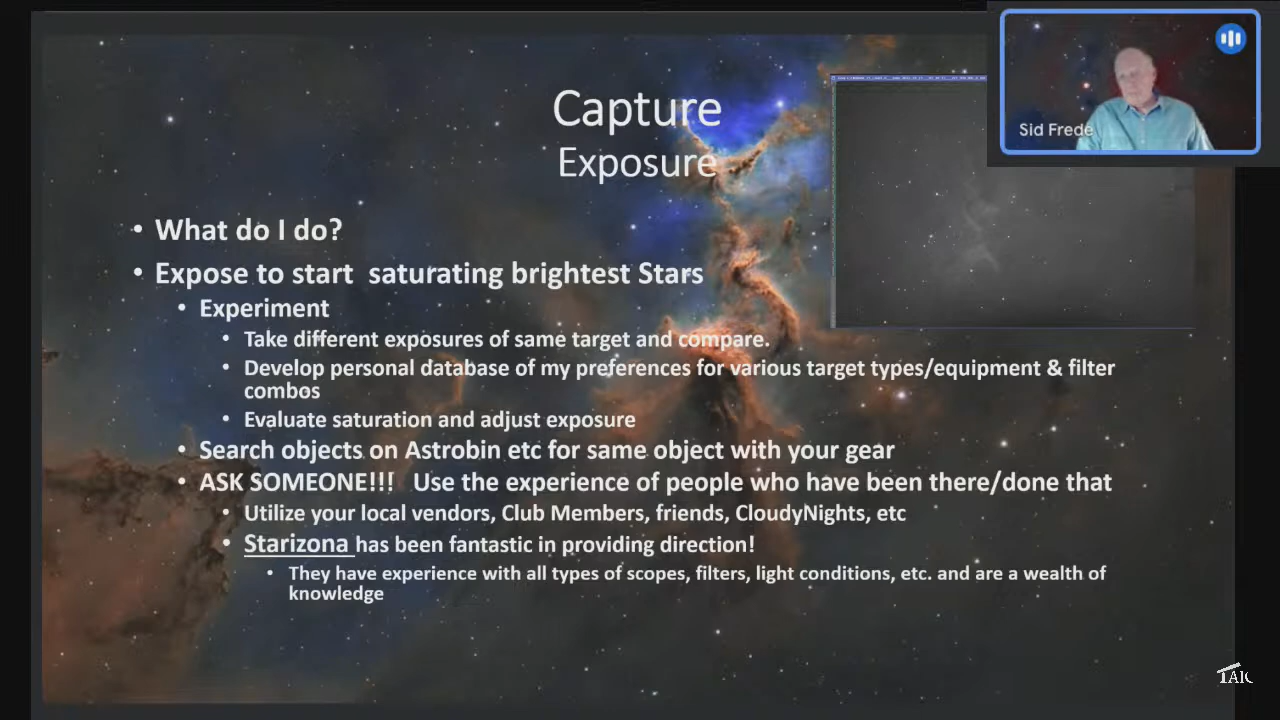 Capture
Exposure
Sid Frede
• What do I do?
• Expose to start saturating brightest Stars
• Experiment
• Take different exposures of same target and compare.
• Develop personal database of my preferences for various target types/equipment & filter
combos
• Evaluate saturation and adjust exposure
• Search objects on Astrobin etc for same object with your gear
• ASK SOMEONE!!! Use the experience of people who have been there/done that
• Utilize your local vendors, Club Members, friends, CloudyNights, etc
• Starizona has been fantastic in providing direction!
• They have experience with all types of scopes, filters, light conditions, etc. and are a wealth of
knowledge